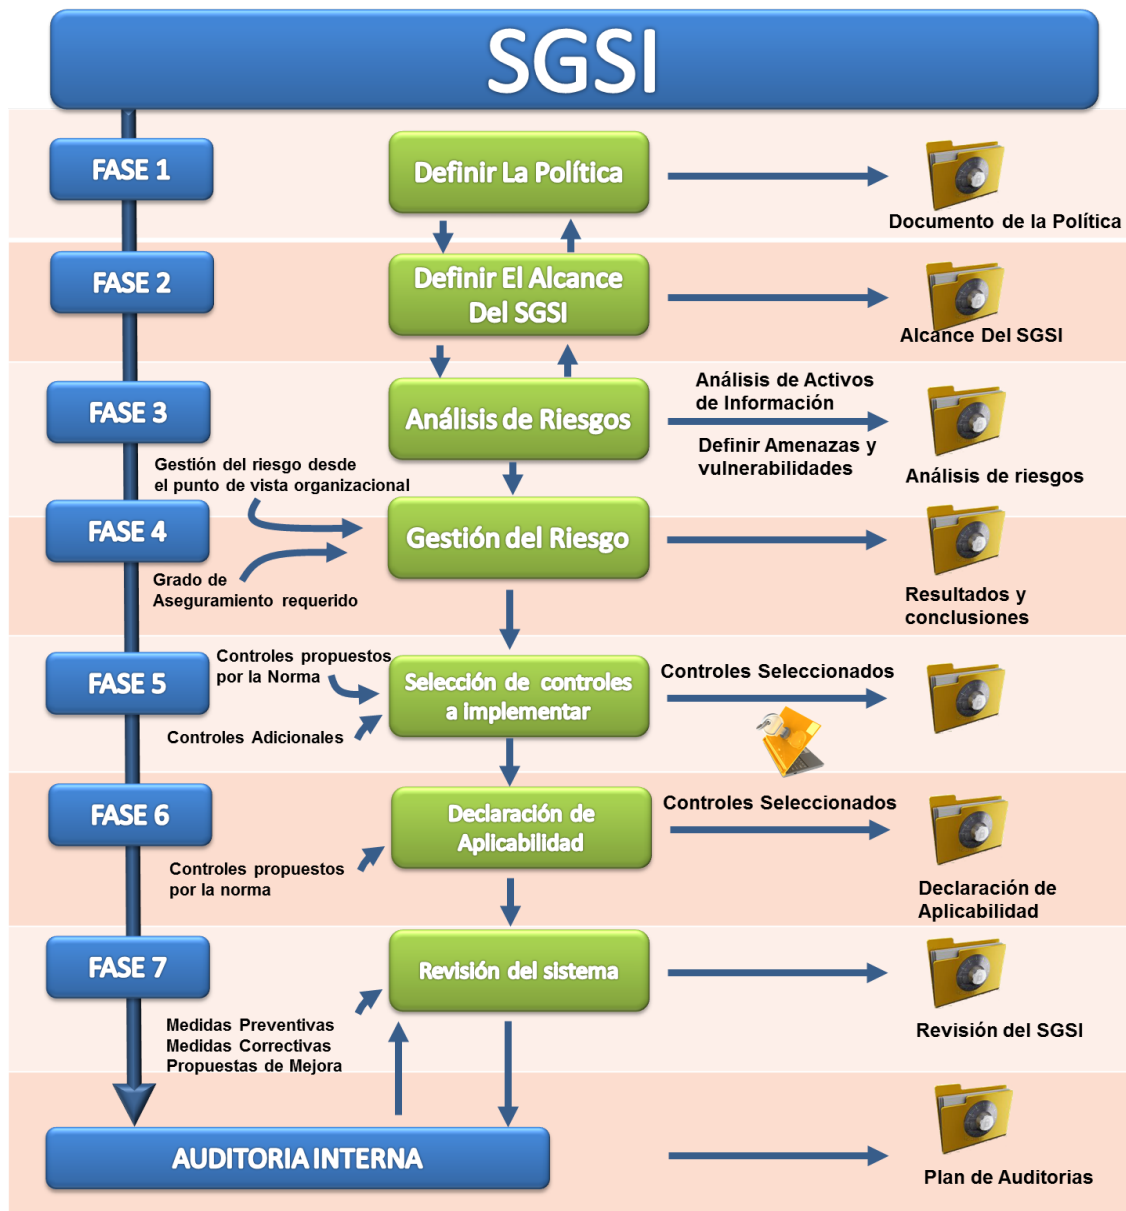 SGSI
FASE 1
Definir La Política
Documento de la Política
FASE 2
Definir El Alcance
Del SGSI
Alcance Del SGSI
FASE 3
Análisis de Riesgos
Análisis de Activos
de Información
Definir Amenazas y
vulnerabilidades
Análisis de riesgos
Gestión del riesgo desde
el punto de vista organizacional
FASE 4
Gestión del Riesgo
Grado de
Aseguramiento requerido
Resultados y
conclusiones
FASE 5
Controles propuestos
por la Norma
Controles Adicionales
Selección de controles
a implementar
Controles Seleccionados
FASE 6
Declaración de
Aplicabilidad
Controles Seleccionados
Controles propuestos
por la norma
Declaración de
Aplicabilidad
FASE 7
Revisión del sistema
Medidas Preventivas
Medidas Correctivas
Propuestas de Mejora
Revisión del SGSI
AUDITORIA INTERNA
Plan de Auditorias